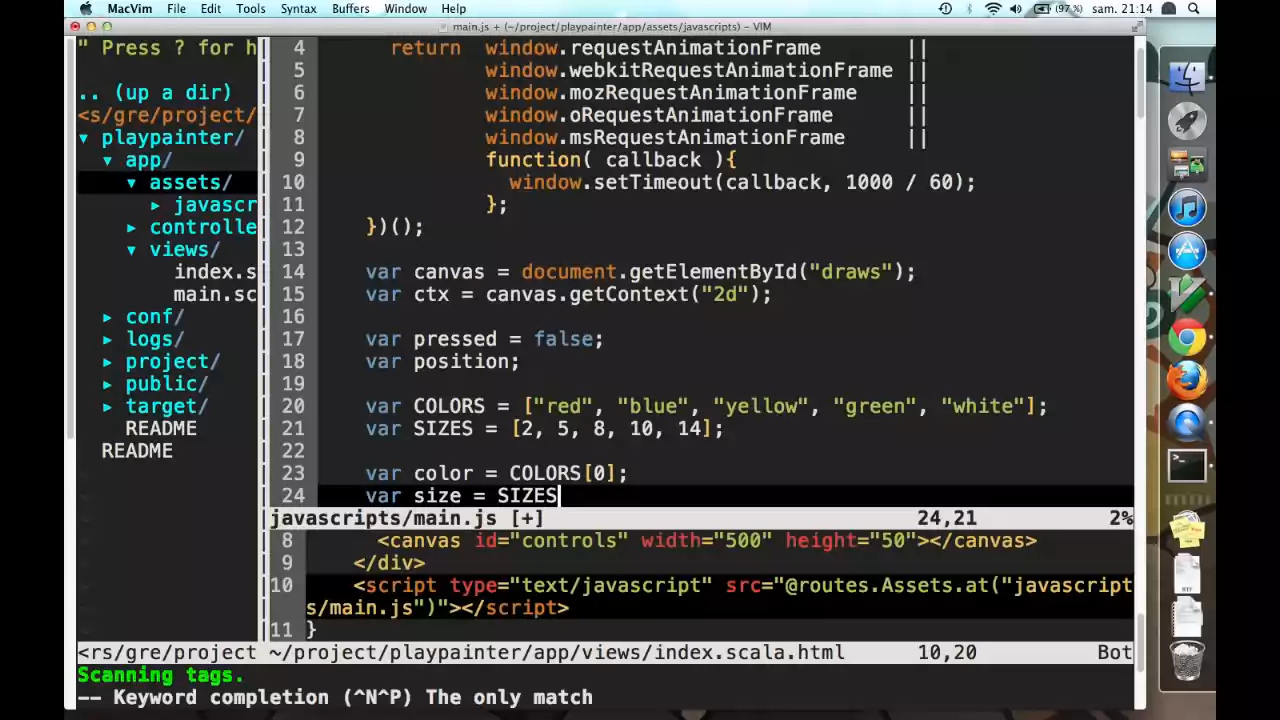 MacVim File Edit Tools Syntax Buffers Window Help (97 %) sam. 21:14
main.js + (~/project/playpainter/app/assets/javascripts) – VIM
" Press ? for h
.. (up a dir)
<s/gre/project/
▾ playpainter/
▾ app/
▾ assets/
▸ javascr
▸ controlle
▾ views/
index.s
main.sc
▸ conf/
▸ logs/
▸ project/
▸ public/
▸ target/
README
README
4 return window.requestAnimationFrame ||
5 window.webkitRequestAnimationFrame ||
6 window.mozRequestAnimationFrame ||
7 window.oRequestAnimationFrame ||
8 window.msRequestAnimationFrame ||
9 function( callback ){
10 window.setTimeout(callback, 1000 / 60);
11 };
12 })();
13
14 var canvas = document.getElementById("draws");
15 var ctx = canvas.getContext("2d");
16
17 var pressed = false;
18 var position;
19
20 var COLORS = ["red", "blue", "yellow", "green", "white"];
21 var SIZES = [2, 5, 8, 10, 14];
22
23 var color = COLORS[0];
24 var size = SIZES
javascripts/main.js [+] 24,21 2%
8 <canvas id="controls" width="500" height="50"></canvas>
9 </div>
10 <script type="text/javascript" src="@routes.Assets.at("javascript
s/main.js")"></script>
11 }
<rs/gre/project ~/project/playpainter/app/views/index.scala.html 10,20 Bot
Scanning tags.
-- Keyword completion (^N^P) The only match